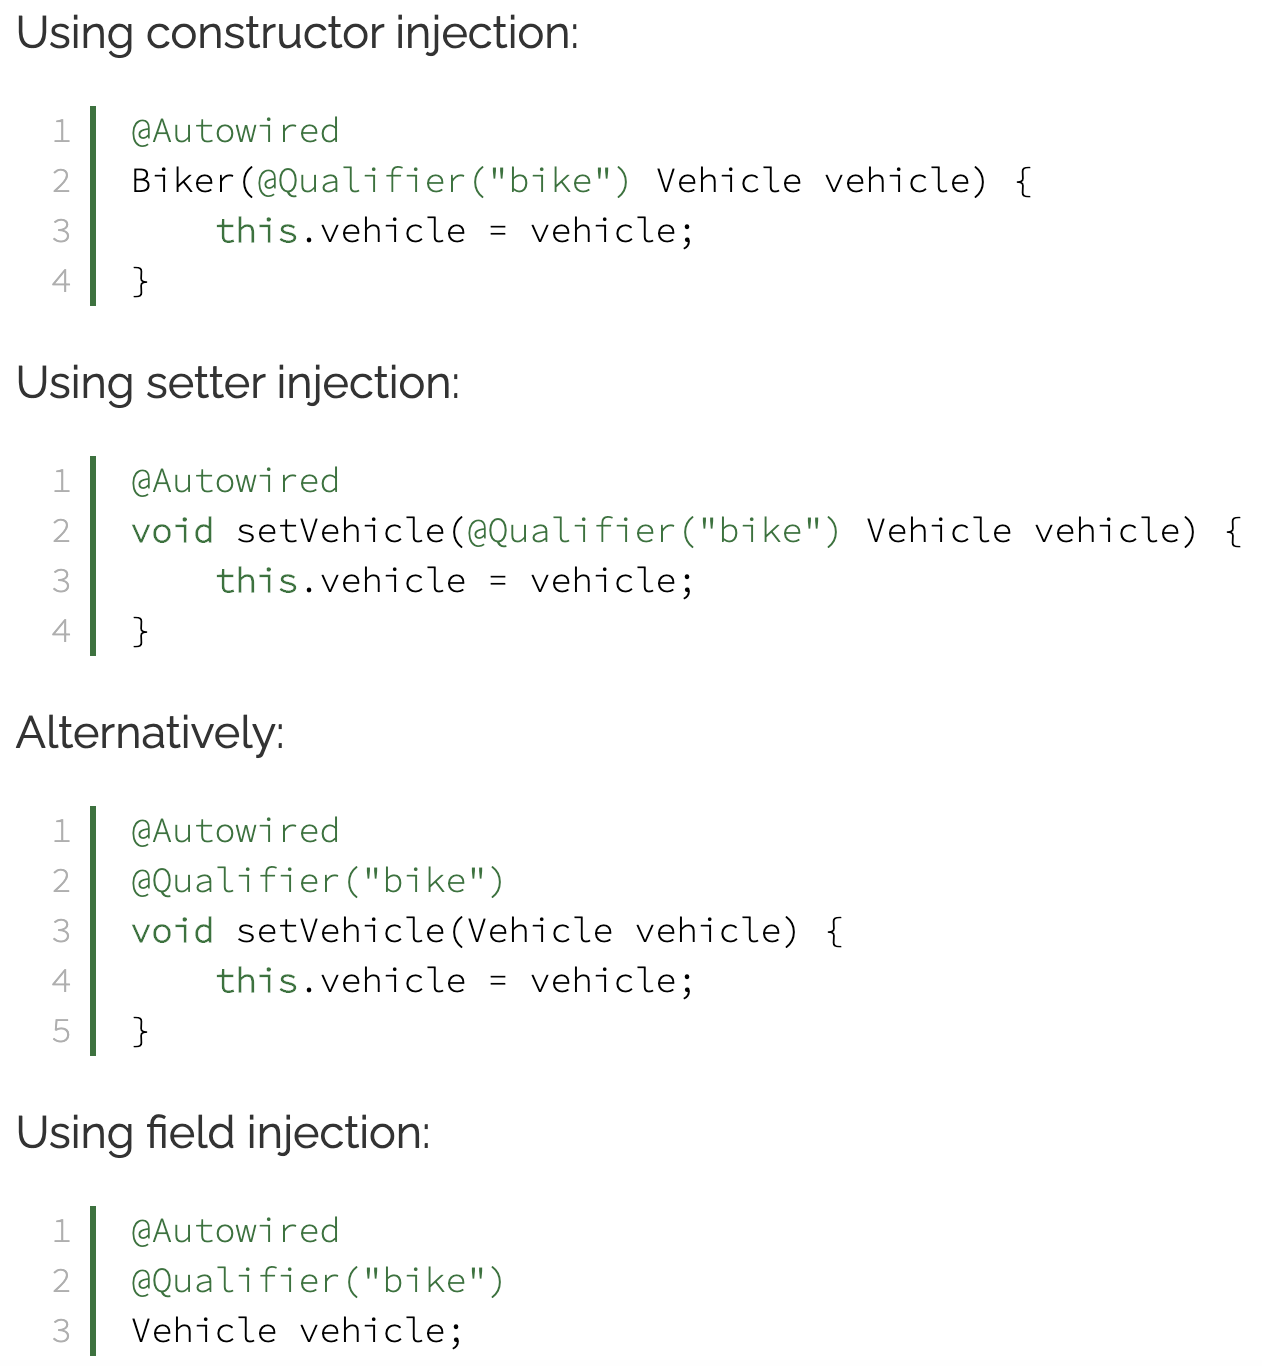 Using constructor injection:
1 @Autowired
2 Biker(@Qualifier("bike") Vehicle vehicle) {
3     this.vehicle = vehicle;
4 }
Using setter injection:
1 @Autowired
2 void setVehicle(@Qualifier("bike") Vehicle vehicle) {
3     this.vehicle = vehicle;
4 }
Alternatively:
1 @Autowired
2 @Qualifier("bike")
3 void setVehicle(Vehicle vehicle) {
4     this.vehicle = vehicle;
5 }
Using field injection:
1 @Autowired
2 @Qualifier("bike")
3 Vehicle vehicle;